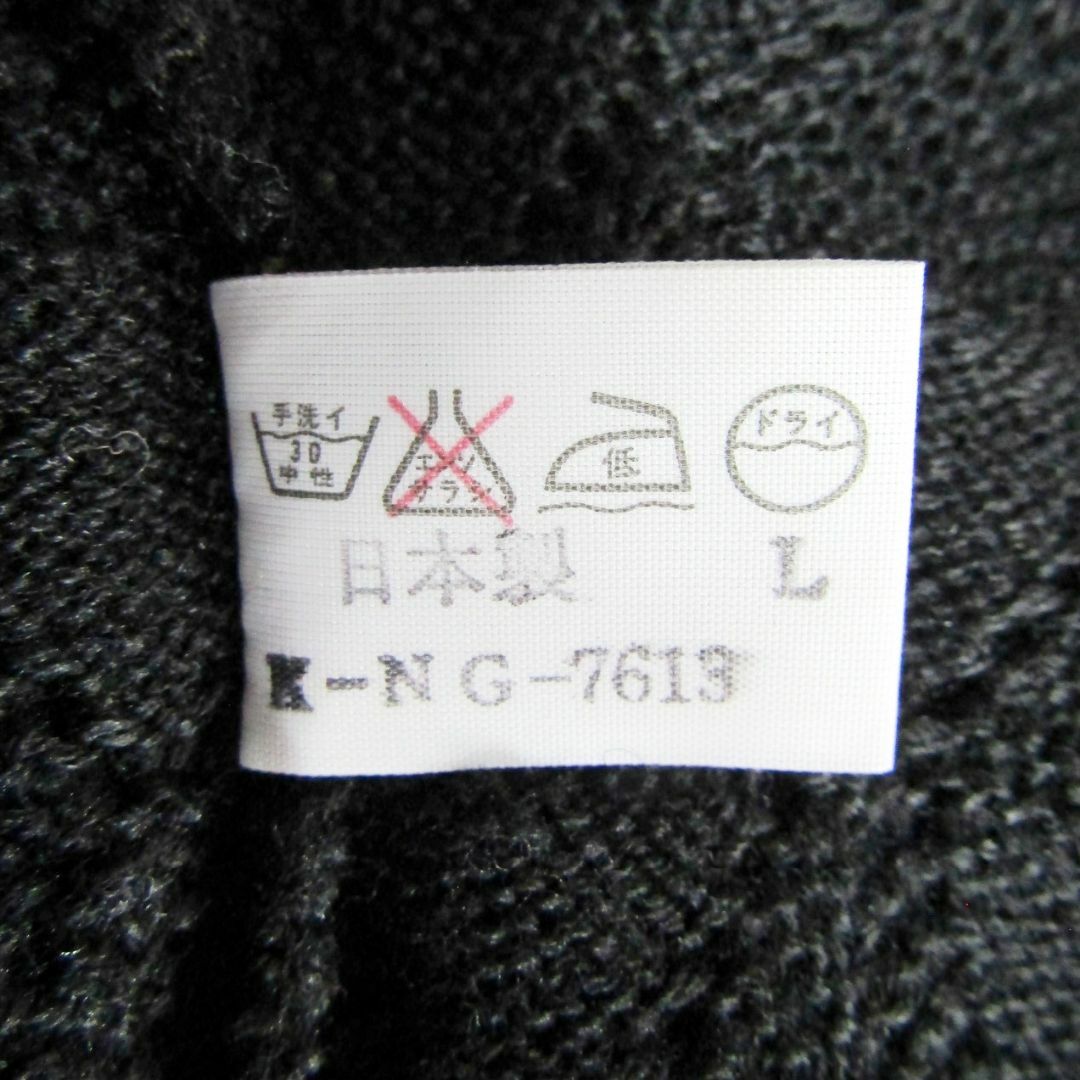 手洗イ
30
中性
エンソ
サラシ
低
ドライ
日本製 L
K-NG-7613